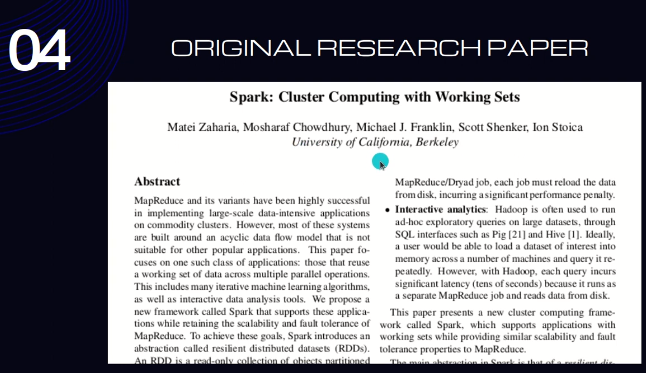 04
ORIGINAL RESEARCH PAPER
Spark: Cluster Computing with Working Sets
Matei Zaharia, Mosharaf Chowdhury, Michael J. Franklin, Scott Shenker, Ion Stoica
University of California, Berkeley
Abstract
MapReduce and its variants have been highly successful
in implementing large-scale data-intensive applications
on commodity clusters. However, most of these systems
are built around an acyclic data flow model that is not
suitable for other popular applications. This paper fo-
cuses on one such class of applications: those that reuse
a working set of data across multiple parallel operations.
This includes many iterative machine learning algorithms,
as well as interactive data analysis tools. We propose a
new framework called Spark that supports these applica-
tions while retaining the scalability and fault tolerance of
MapReduce. To achieve these goals, Spark introduces an
abstraction called resilient distributed datasets (RDDs).
An RDD is a read-only collection of objects partitioned
MapReduce/Dryad job, each job must reload the data
from disk, incurring a significant performance penalty.
• Interactive analytics: Hadoop is often used to run
ad-hoc exploratory queries on large datasets, through
SQL interfaces such as Pig [21] and Hive [1]. Ideally,
a user would be able to load a dataset of interest into
memory across a number of machines and query it re-
peatedly. However, with Hadoop, each query incurs
significant latency (tens of seconds) because it runs as
a separate MapReduce job and reads data from disk.
This paper presents a new cluster computing frame-
work called Spark, which supports applications with
working sets while providing similar scalability and fault
tolerance properties to MapReduce.
The main abstraction in Spark is that of a resilient dis-